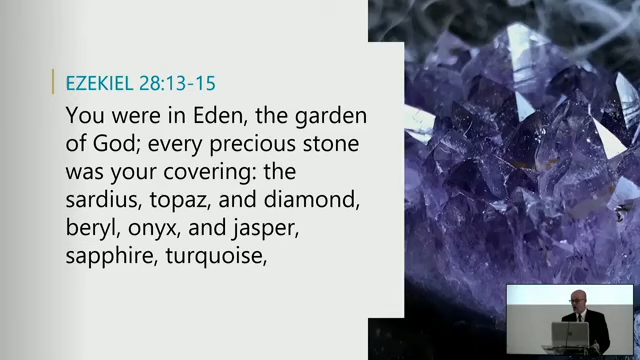 EZEKIEL 28:13-15
You were in Eden, the garden
of God; every precious stone
was your covering: the
sardius, topaz, and diamond,
beryl, onyx, and jasper,
sapphire, turquoise,